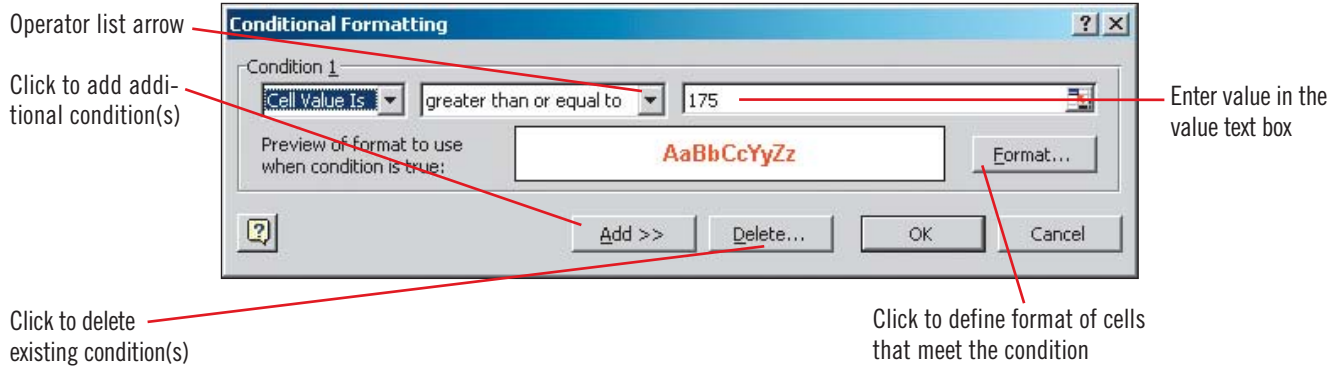 Operator list arrow
Click to add addi-
tional condition(s)
Conditional Formatting
?
Condition 1
Cell Value Is
greater than or equal to
175
Enter value in the
value text box
Preview of format to use
when condition is true:
AaBbCcYyZz
Format...
?
Add >>
Delete...
OK
Cancel
Click to delete
existing condition(s)
Click to define format of cells
that meet the condition